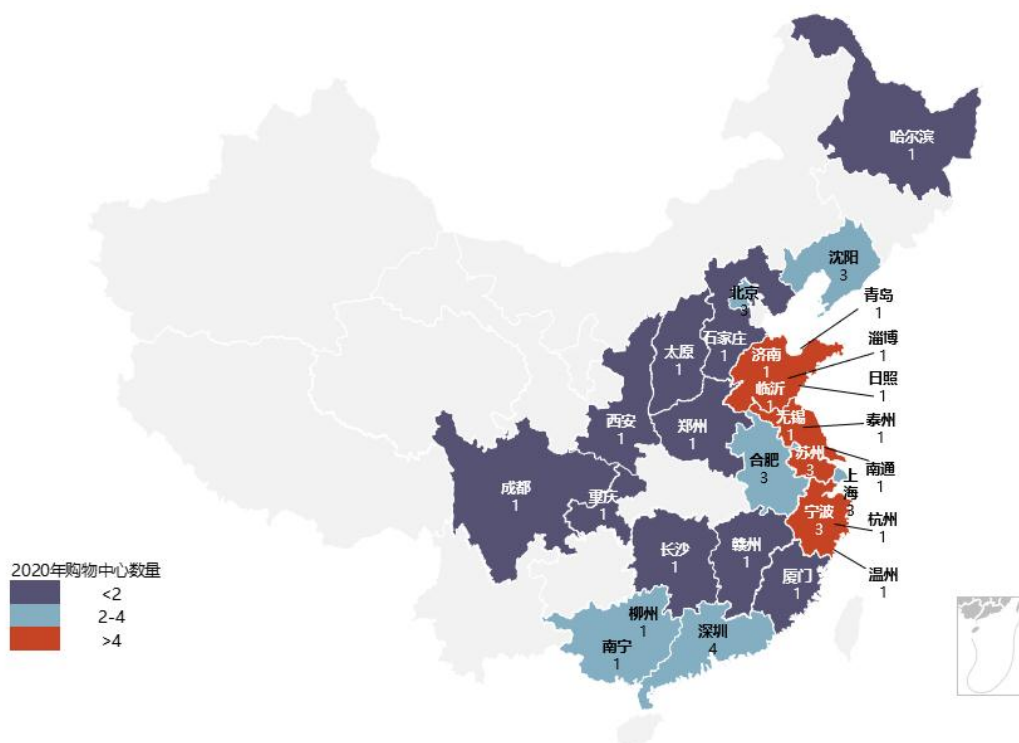 哈尔滨
1
沈阳
3
北京
3
青岛
1
石家庄
1
太原
1
济南
1
淄博
1
日照
1
临沂
1
西安
1
郑州
1
无锡
1
泰州
1
合肥
3
苏州
3
南通
1
上
海
3
成都
1
重庆
1
宁波
3
杭州
1
长沙
1
赣州
1
厦门
1
温州
1
柳州
1
深圳
4
南宁
1
2020年购物中心数量
<2
2-4
>4